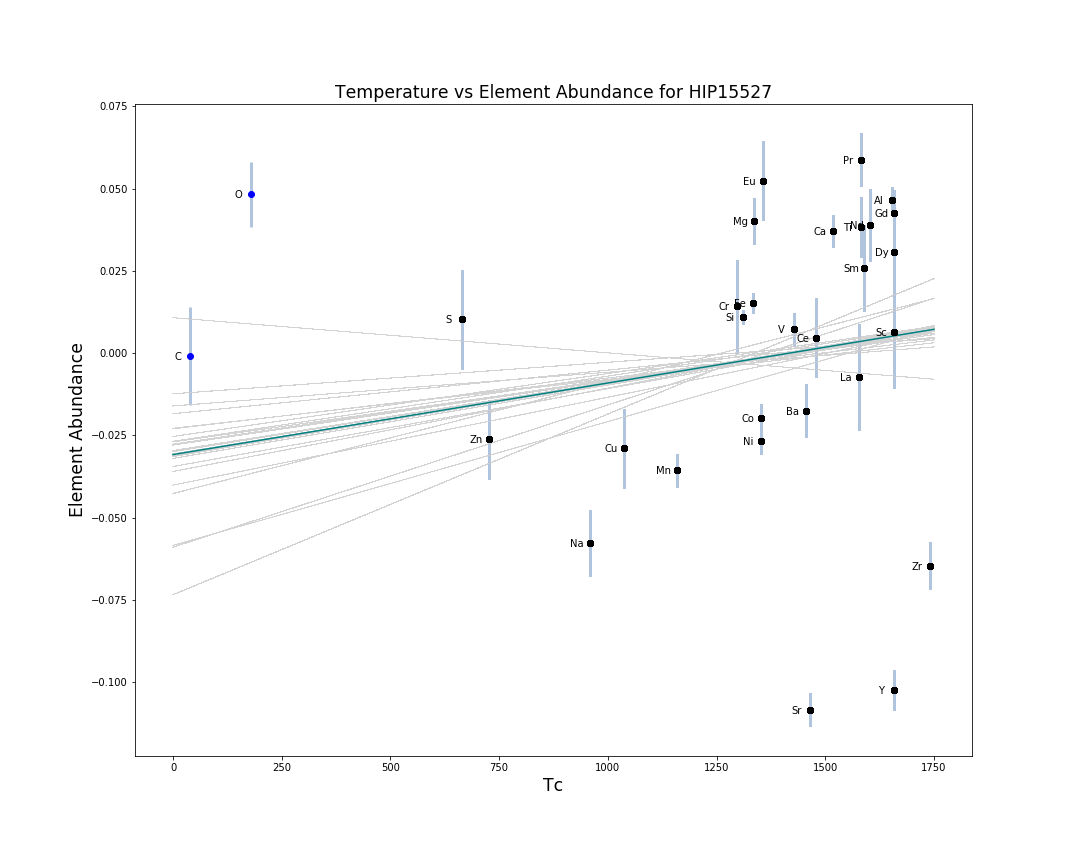 Temperature vs Element Abundance for HIP15527
0.075
0.050
0.025
0.000
−0.025
−0.050
−0.075
−0.100
Element Abundance
0
250
500
750
1000
1250
1500
1750
Tc
Pr
Eu
O
Al
Gd
Mg
Nd
Ti
Ca
Dy
Sm
Fe
Cr
Si
S
V
Sc
Ce
C
La
Ba
Co
Zn
Ni
Cu
Mn
Na
Zr
Y
Sr